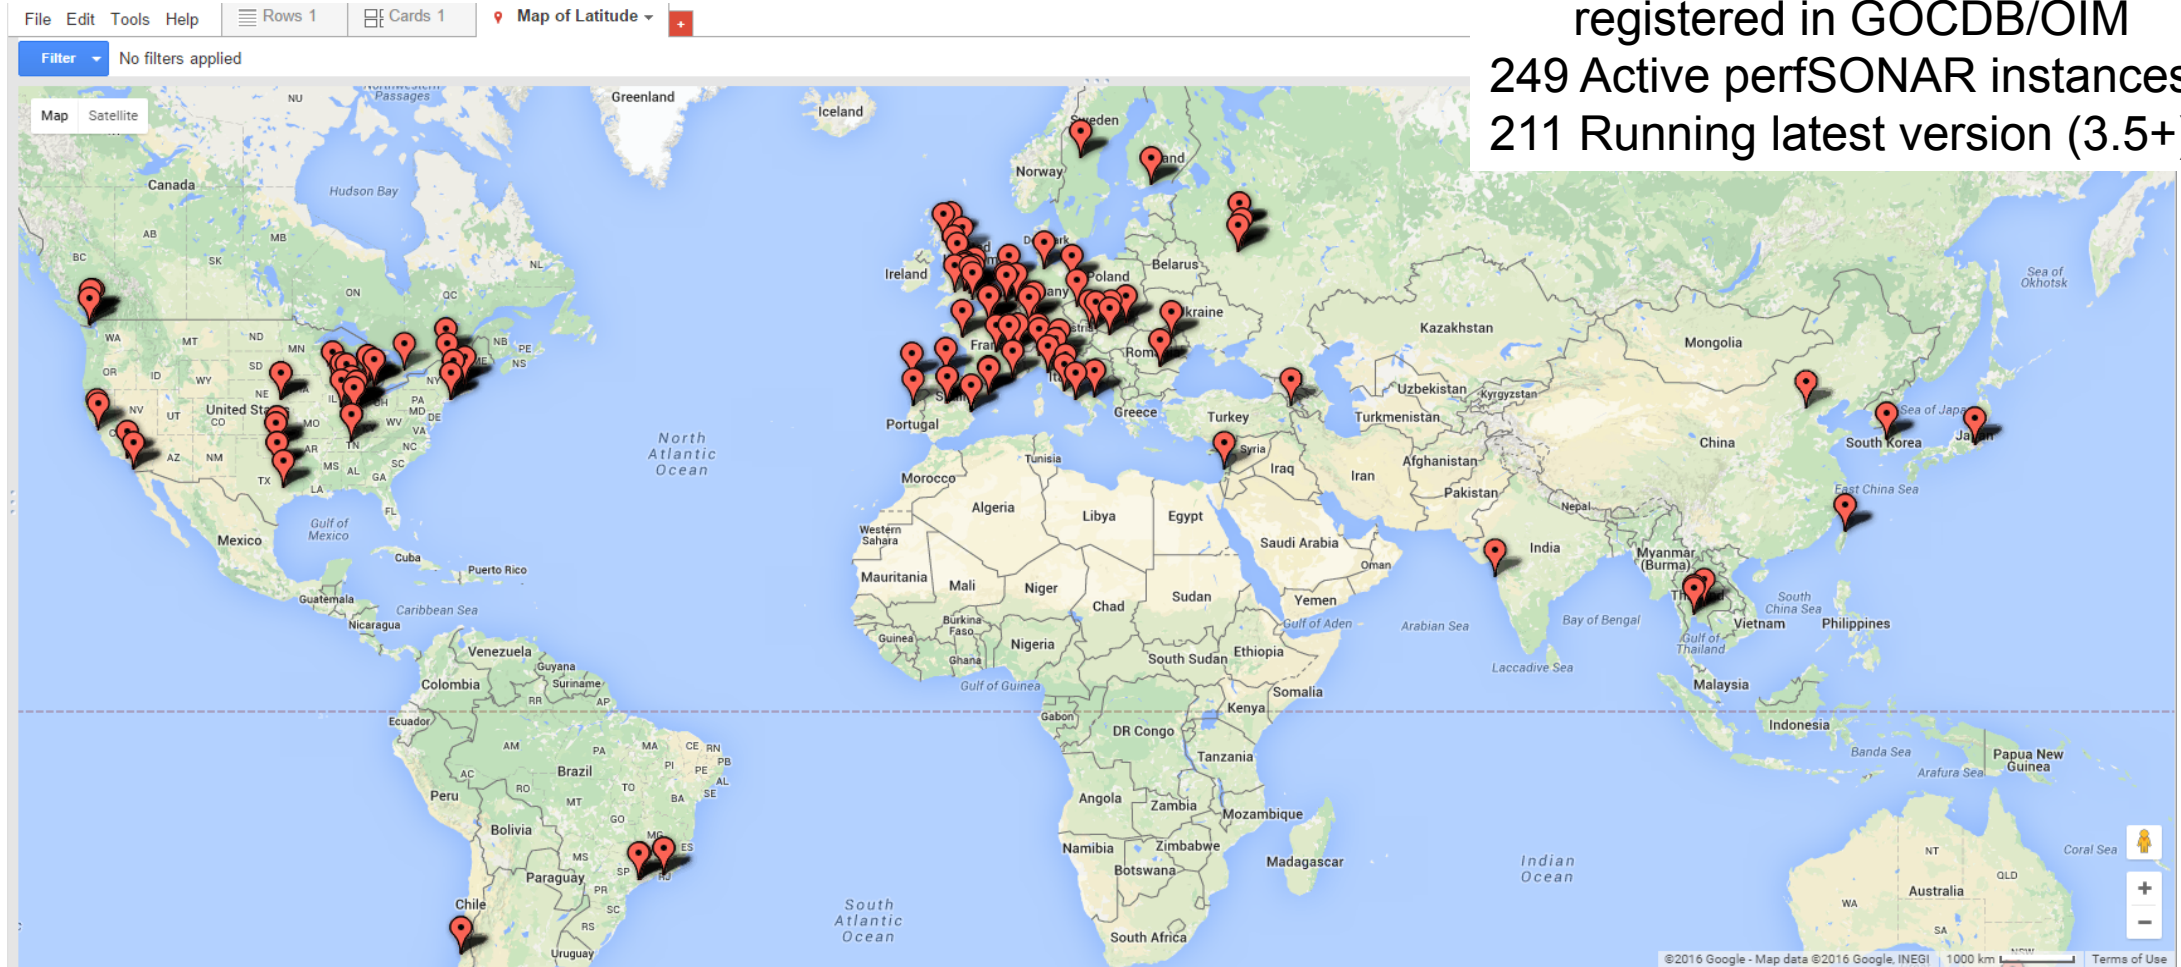 File Edit Tools Help
Rows 1
Cards 1
Map of Latitude
+
registered in GOCDB/OIM
249 Active perfSONAR instances
211 Running latest version (3.5+)
Filter
No filters applied
Map
Satellite
NU
Northwestern
Passages
Greenland
Iceland
Sweden
Norway
Canada
Hudson Bay
AB
MB
BC
SK
NL
ON
QC
Ireland
Poland
Belarus
Sea of
Okhotsk
Kazakhstan
Mongolia
WA
MT
ND
MN
NB
PE
NS
OR
ID
WY
SD
NE
IL
NY
PA
MD
DE
NV
UT
CO
United States
MO
WV
VA
AZ
NM
AR
TN
NC
SC
MS
AL
GA
TX
LA
FL
Portugal
Greece
Turkey
Uzbekistan
Kyrgyzstan
Turkmenistan
China
South Korea
Sea of Japan
North
Atlantic
Ocean
Morocco
Tunisia
Syria
Iraq
Iran
Afghanistan
Pakistan
Nepal
East China Sea
Gulf of
Mexico
Mexico
Algeria
Libya
Egypt
Western
Sahara
Saudi Arabia
Oman
India
Myanmar
(Burma)
Cuba
Puerto Rico
Mauritania
Mali
Niger
Chad
Sudan
Yemen
Guatemala
Caribbean Sea
Nicaragua
Burkina
Faso
Guinea
Ghana
Nigeria
Gulf of Aden
Arabian Sea
Bay of Bengal
South
China Sea
Vietnam
Philippines
Gulf of
Thailand
Venezuela
Guyana
Suriname
Colombia
South Sudan
Ethiopia
Laccadive Sea
Gulf of Guinea
Somalia
Malaysia
RR
AP
Ecuador
Gabon
Kenya
Indonesia
DR Congo
AM
PA
MA
CE
RN
PB
PI
PE
AL
SE
AC
Brazil
RO
TO
BA
MT
Peru
Tanzania
Banda Sea
Arafura Sea
Papua New
Guinea
Angola
Zambia
Mozambique
Bolivia
GO
MG
ES
MS
SP
RJ
Namibia
Zimbabwe
Botswana
Madagascar
Indian
Ocean
NT
Coral Sea
QLD
Australia
WA
SA
NSW
Paraguay
PR
SC
RS
Chile
Uruguay
South
Atlantic
Ocean
South Africa
+
−
©2016 Google - Map data ©2016 Google, INEGI
1000 km
Terms of Use